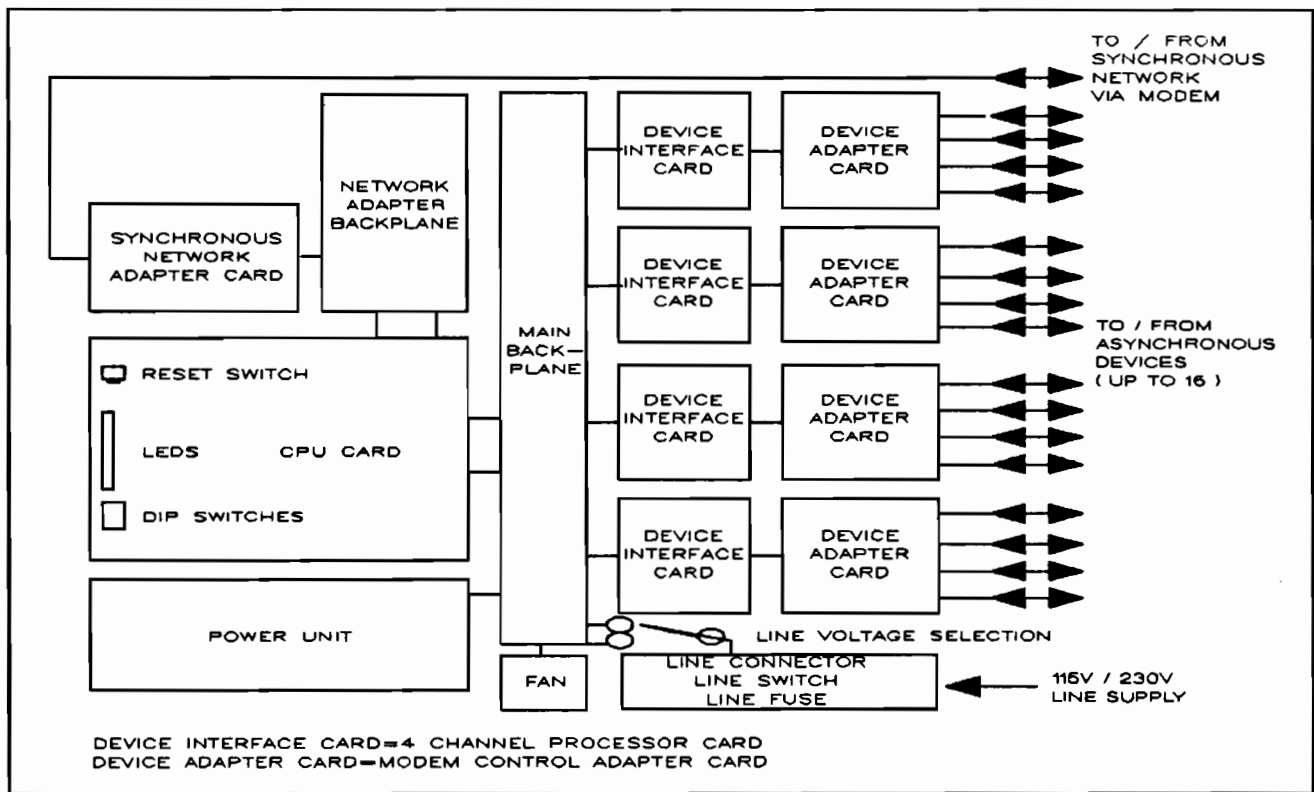 TO / FROM
SYNCHRONOUS
NETWORK
VIA MODEM
NETWORK
ADAPTER
BACKPLANE
SYNCHRONOUS
NETWORK
ADAPTER CARD
MAIN
BACK-
PLANE
DEVICE
INTERFACE
CARD
DEVICE
ADAPTER
CARD
DEVICE
INTERFACE
CARD
DEVICE
ADAPTER
CARD
TO / FROM
ASYNCHRONOUS
DEVICES
( UP TO 16 )
RESET SWITCH
LEDS
CPU CARD
DIP SWITCHES
DEVICE
INTERFACE
CARD
DEVICE
ADAPTER
CARD
DEVICE
INTERFACE
CARD
DEVICE
ADAPTER
CARD
POWER UNIT
FAN
LINE VOLTAGE SELECTION
LINE CONNECTOR
LINE SWITCH
LINE FUSE
115V / 230V
LINE SUPPLY
DEVICE INTERFACE CARD=4 CHANNEL PROCESSOR CARD
DEVICE ADAPTER CARD=MODEM CONTROL ADAPTER CARD